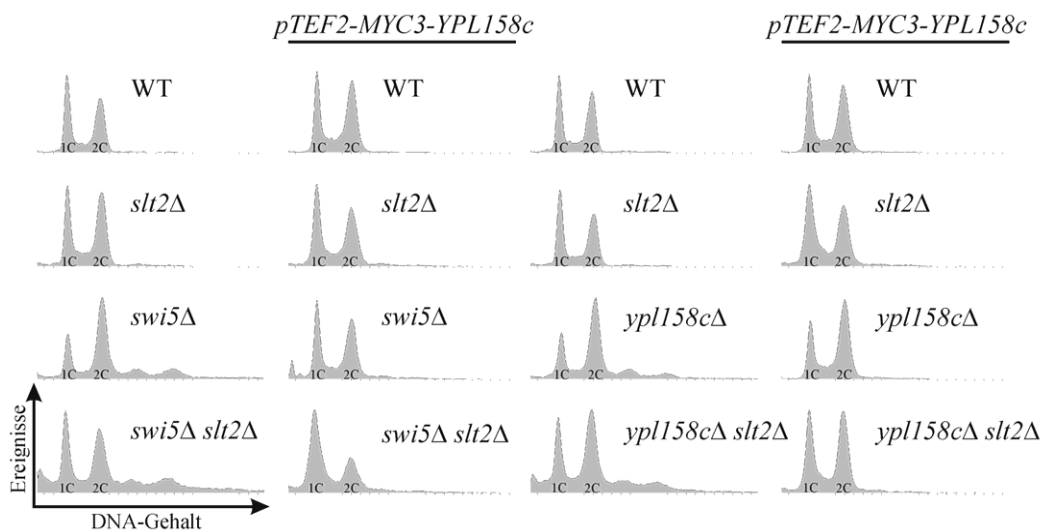 pTEF2-MYC3-YPL158c pTEF2-MYC3-YPL158c
WT WT WT WT
1C 2C 1C 2C 1C 2C 1C 2C
slt2Δ slt2Δ slt2Δ slt2Δ
1C 2C 1C 2C 1C 2C 1C 2C
swi5Δ swi5Δ ypl158cΔ ypl158cΔ
1C 2C 1C 2C 1C 2C 1C 2C
swi5Δ slt2Δ swi5Δ slt2Δ ypl158cΔ slt2Δ ypl158cΔ slt2Δ
1C 2C 1C 2C 1C 2C 1C 2C
Ereignisse
DNA-Gehalt